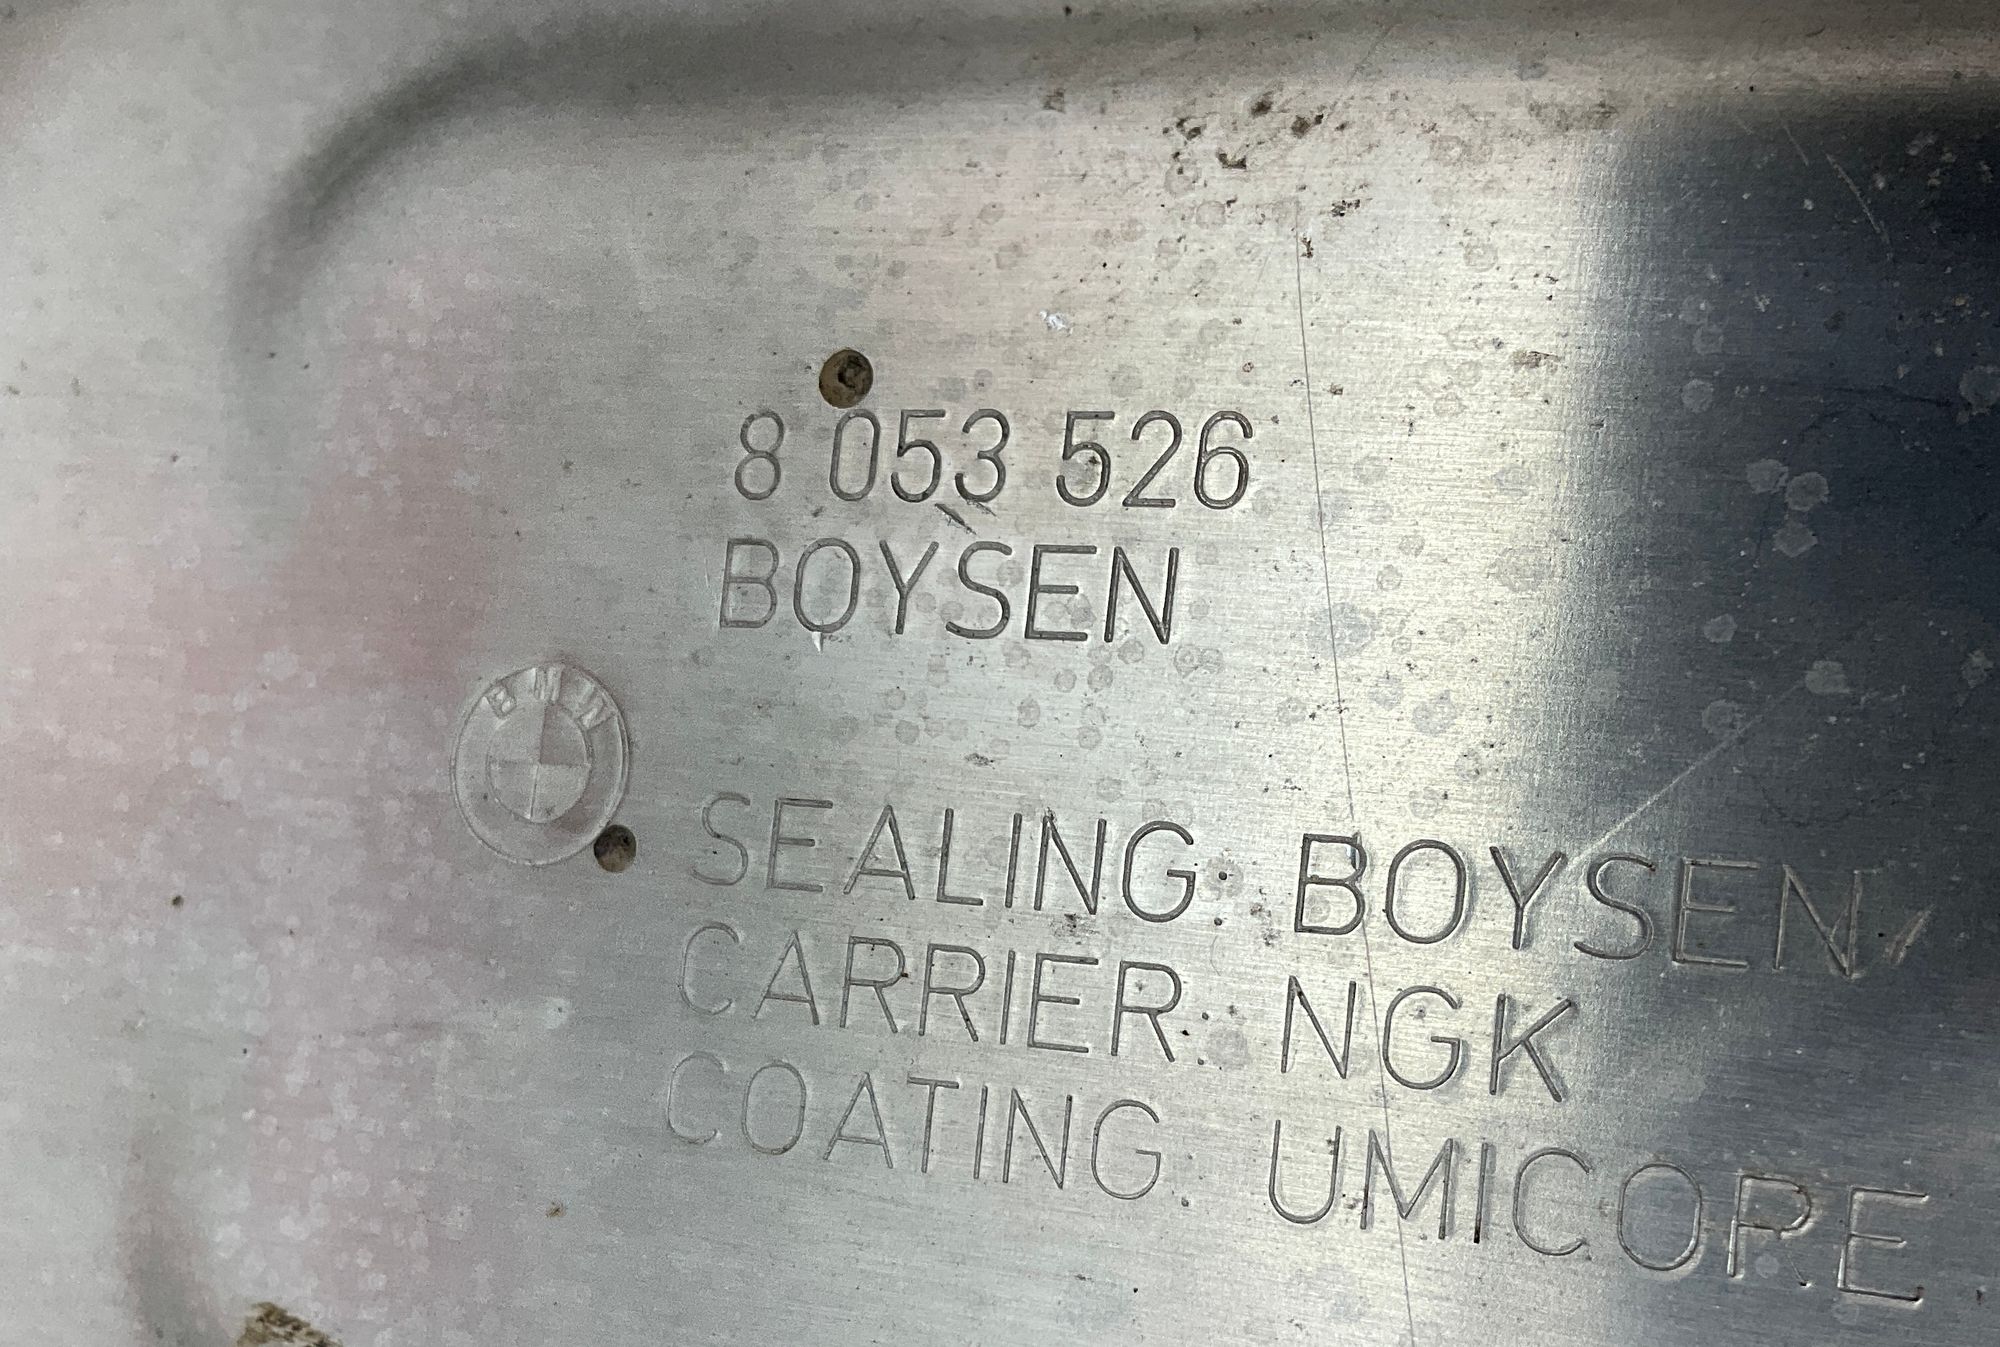 8 053 526
BOYSEN
BMW
SEALING: BOYSEN
CARRIER: NGK
COATING: UMICORE